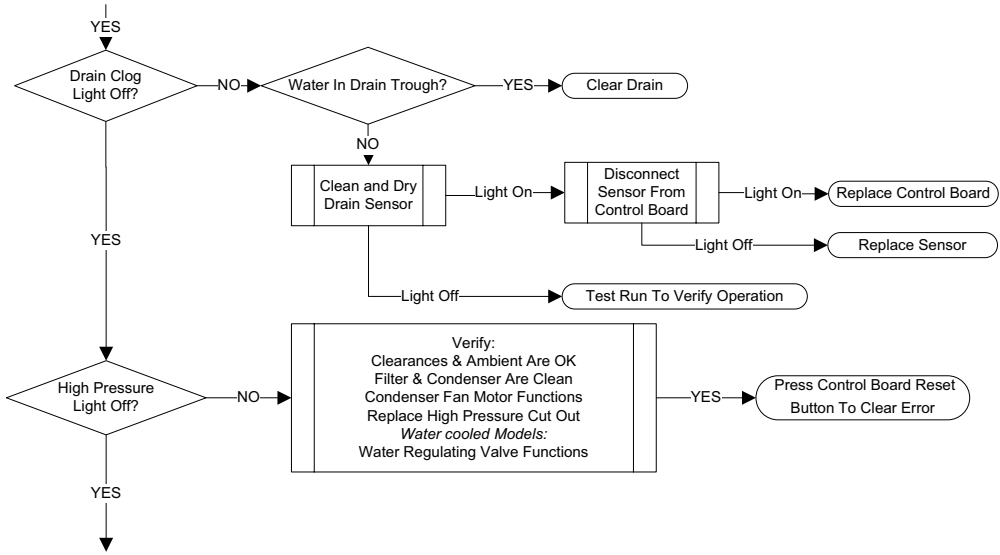 YES
Drain Clog
Light Off?
NO
Water In Drain Trough?
YES
Clear Drain
NO
Clean and Dry
Drain Sensor
Light On
Disconnect
Sensor From
Control Board
Light On
Replace Control Board
Light Off
Replace Sensor
Light Off
Test Run To Verify Operation
YES
High Pressure
Light Off?
NO
Verify:
Clearances & Ambient Are OK
Filter & Condenser Are Clean
Condenser Fan Motor Functions
Replace High Pressure Cut Out
Water cooled Models:
Water Regulating Valve Functions
YES
Press Control Board Reset
Button To Clear Error
YES